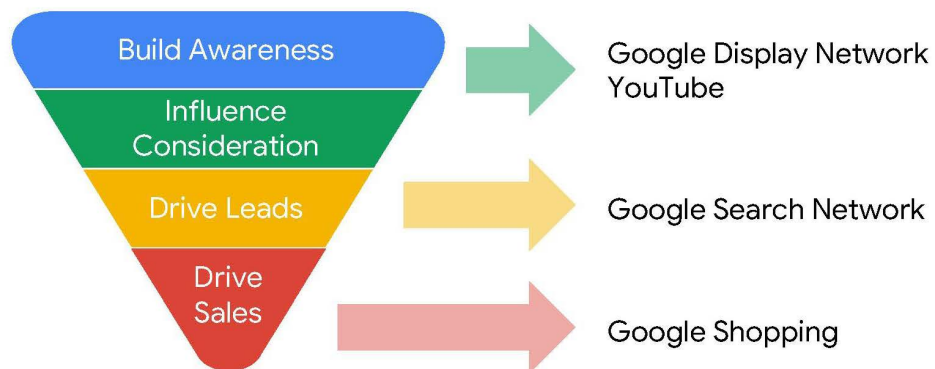 Build Awareness
Google Display Network
YouTube
Influence
Consideration
Drive Leads
Google Search Network
Drive
Sales
Google Shopping